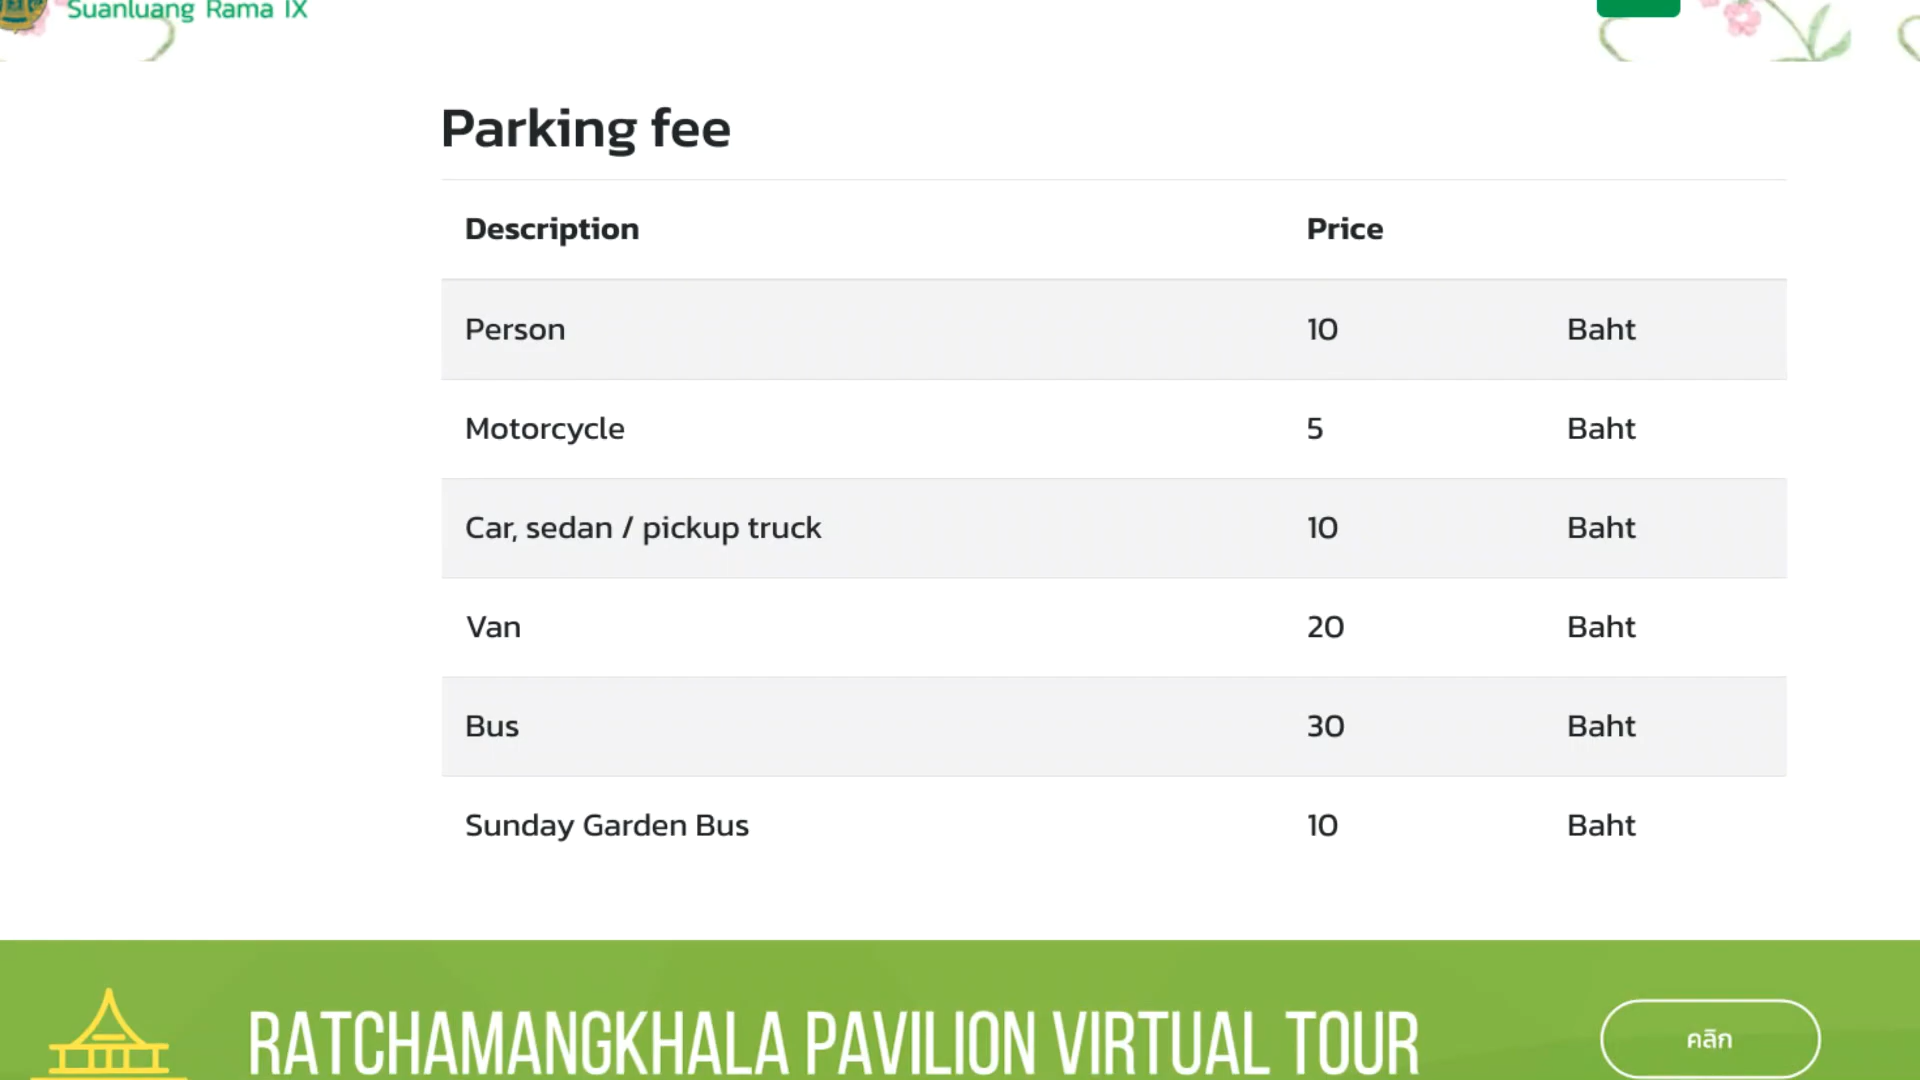 Suanluang Rama IX
Parking fee
Description Price
Person 10 Baht
Motorcycle 5 Baht
Car, sedan / pickup truck 10 Baht
Van 20 Baht
Bus 30 Baht
Sunday Garden Bus 10 Baht
RATCHAMANGKHALA PAVILION VIRTUAL TOUR
คลิก